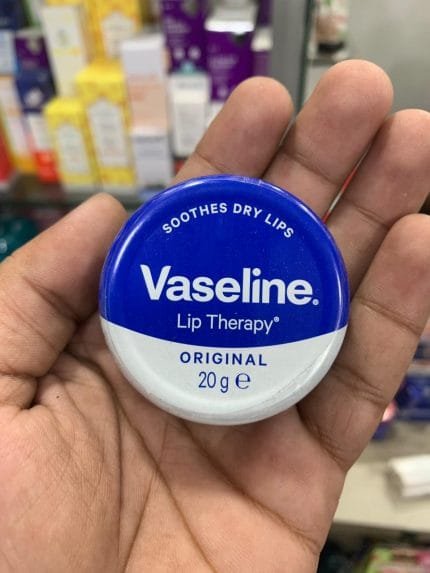 SOOTHES DRY LIPS
Vaseline.
Lip Therapy®
ORIGINAL
20 g ℮